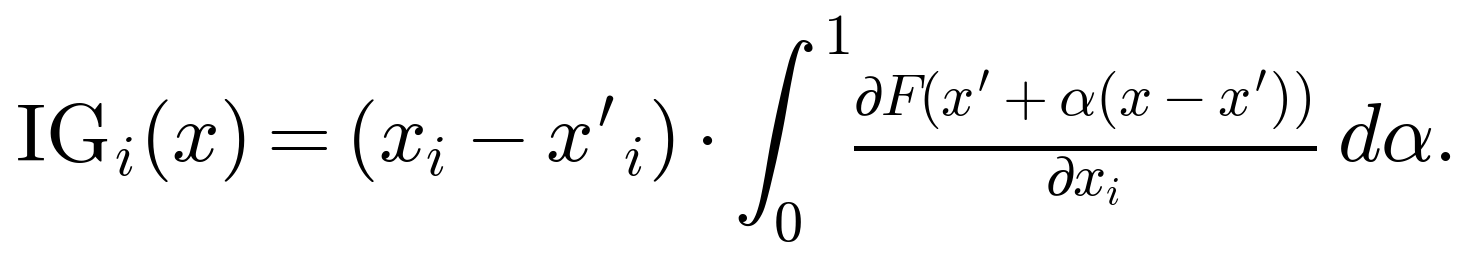 IG_i(x) = (x_i − x′_i) · ∫_0^1 ∂F(x′ + α(x − x′)) / ∂x_i dα.